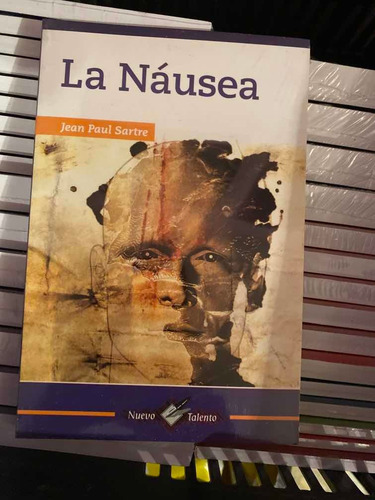 La Náusea
Jean Paul Sartre
Nuevo Talento